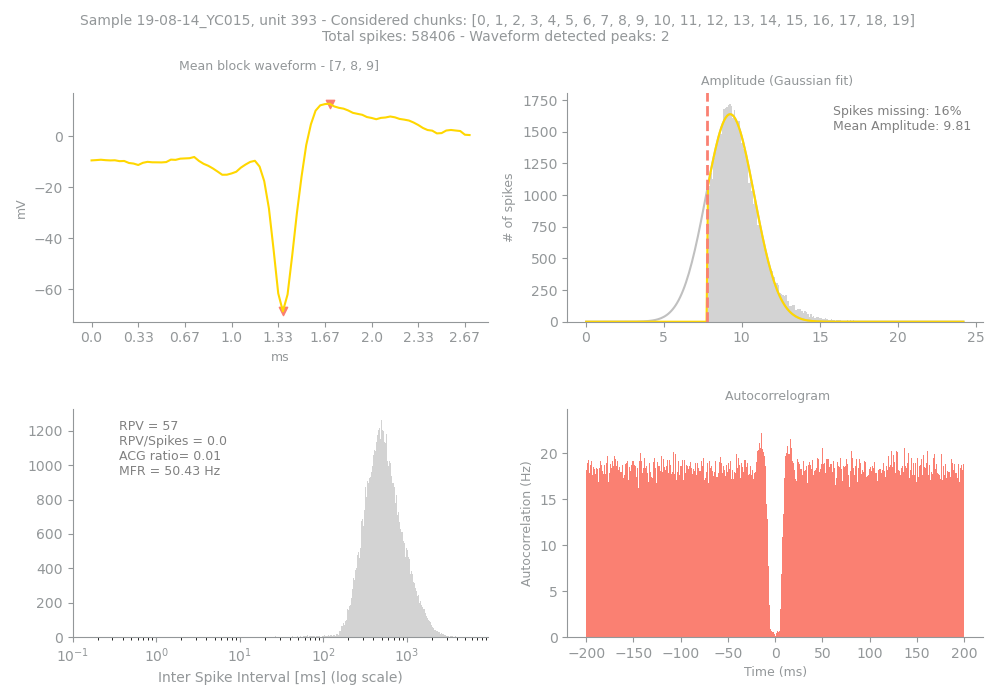 Sample 19-08-14_YC015, unit 393 - Considered chunks: [0, 1, 2, 3, 4, 5, 6, 7, 8, 9, 10, 11, 12, 13, 14, 15, 16, 17, 18, 19]
Total spikes: 58406 - Waveform detected peaks: 2
Mean block waveform - [7, 8, 9]
mV
0
−20
−40
−60
0.0 0.33 0.67 1.0 1.33 1.67 2.0 2.33 2.67
ms
Amplitude (Gaussian fit)
Spikes missing: 16%
Mean Amplitude: 9.81
# of spikes
1750
1500
1250
1000
750
500
250
0
0 5 10 15 20 25
RPV = 57
RPV/Spikes = 0.0
ACG ratio= 0.01
MFR = 50.43 Hz
1200
1000
800
600
400
200
0
10⁻¹ 10⁰ 10¹ 10² 10³
Inter Spike Interval [ms] (log scale)
Autocorrelogram
Autocorrelation (Hz)
20
15
10
5
0
−200 −150 −100 −50 0 50 100 150 200
Time (ms)